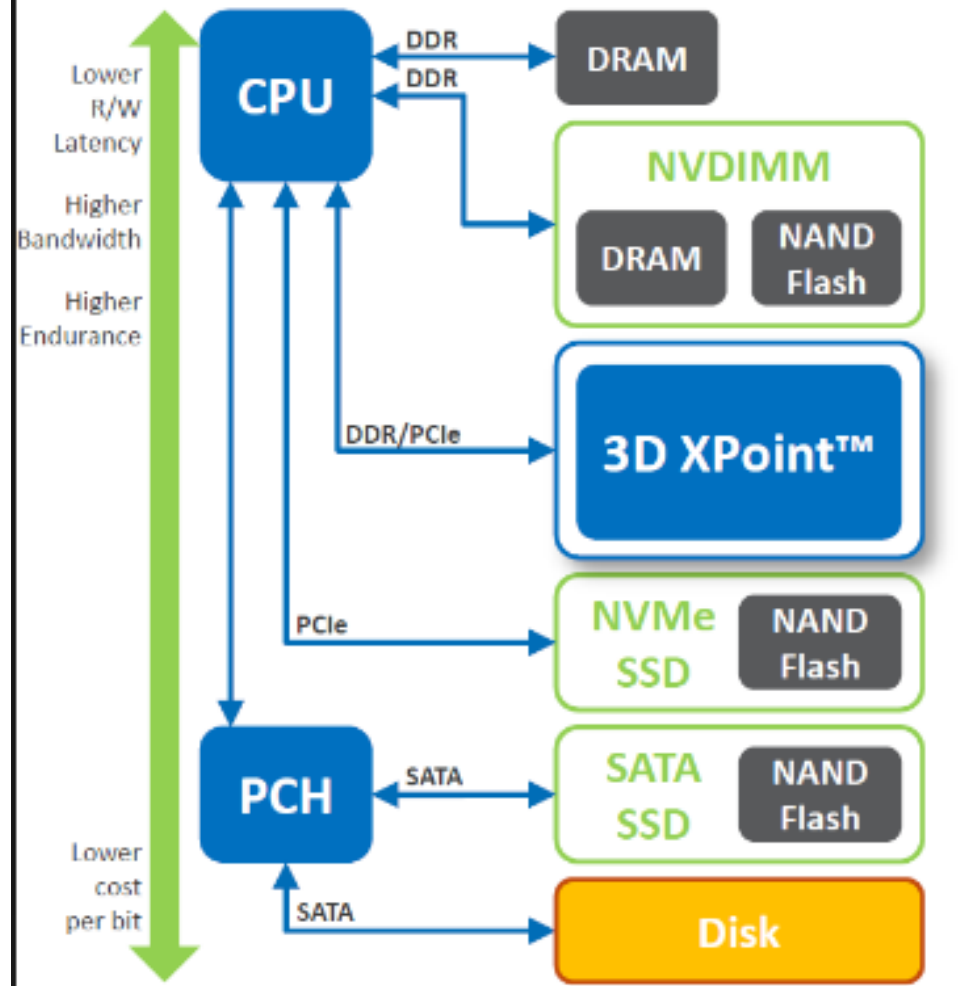 CPU
DDR
DRAM
DDR
Lower
R/W
Latency
Higher
Bandwidth
Higher
Endurance
NVDIMM
DRAM
NAND
Flash
DDR/PCIe
3D XPoint™
PCIe
NVMe
SSD
NAND
Flash
PCH
SATA
SATA
SSD
NAND
Flash
Lower
cost
per bit
SATA
Disk